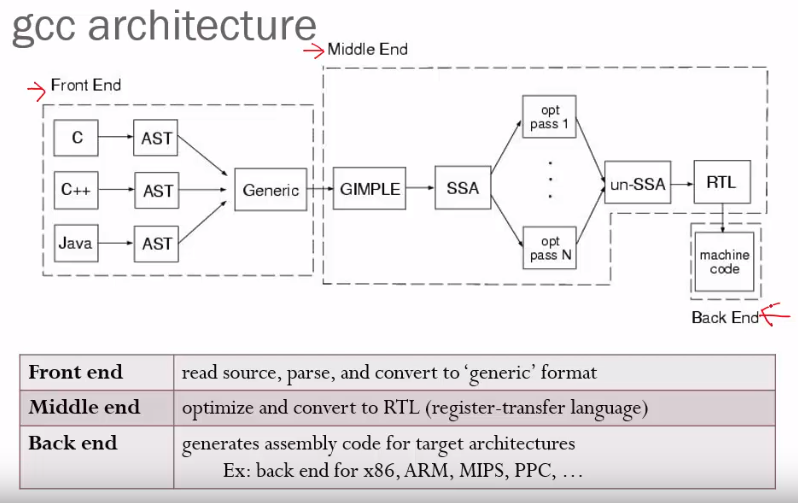 gcc architecture
Middle End
Front End
C
AST
C++
AST
Java
AST
Generic
GIMPLE
SSA
opt
pass 1
opt
pass N
un-SSA
RTL
machine
code
Back End
Front end read source, parse, and convert to ‘generic’ format
Middle end optimize and convert to RTL (register-transfer language)
Back end generates assembly code for target architectures
Ex: back end for x86, ARM, MIPS, PPC, …